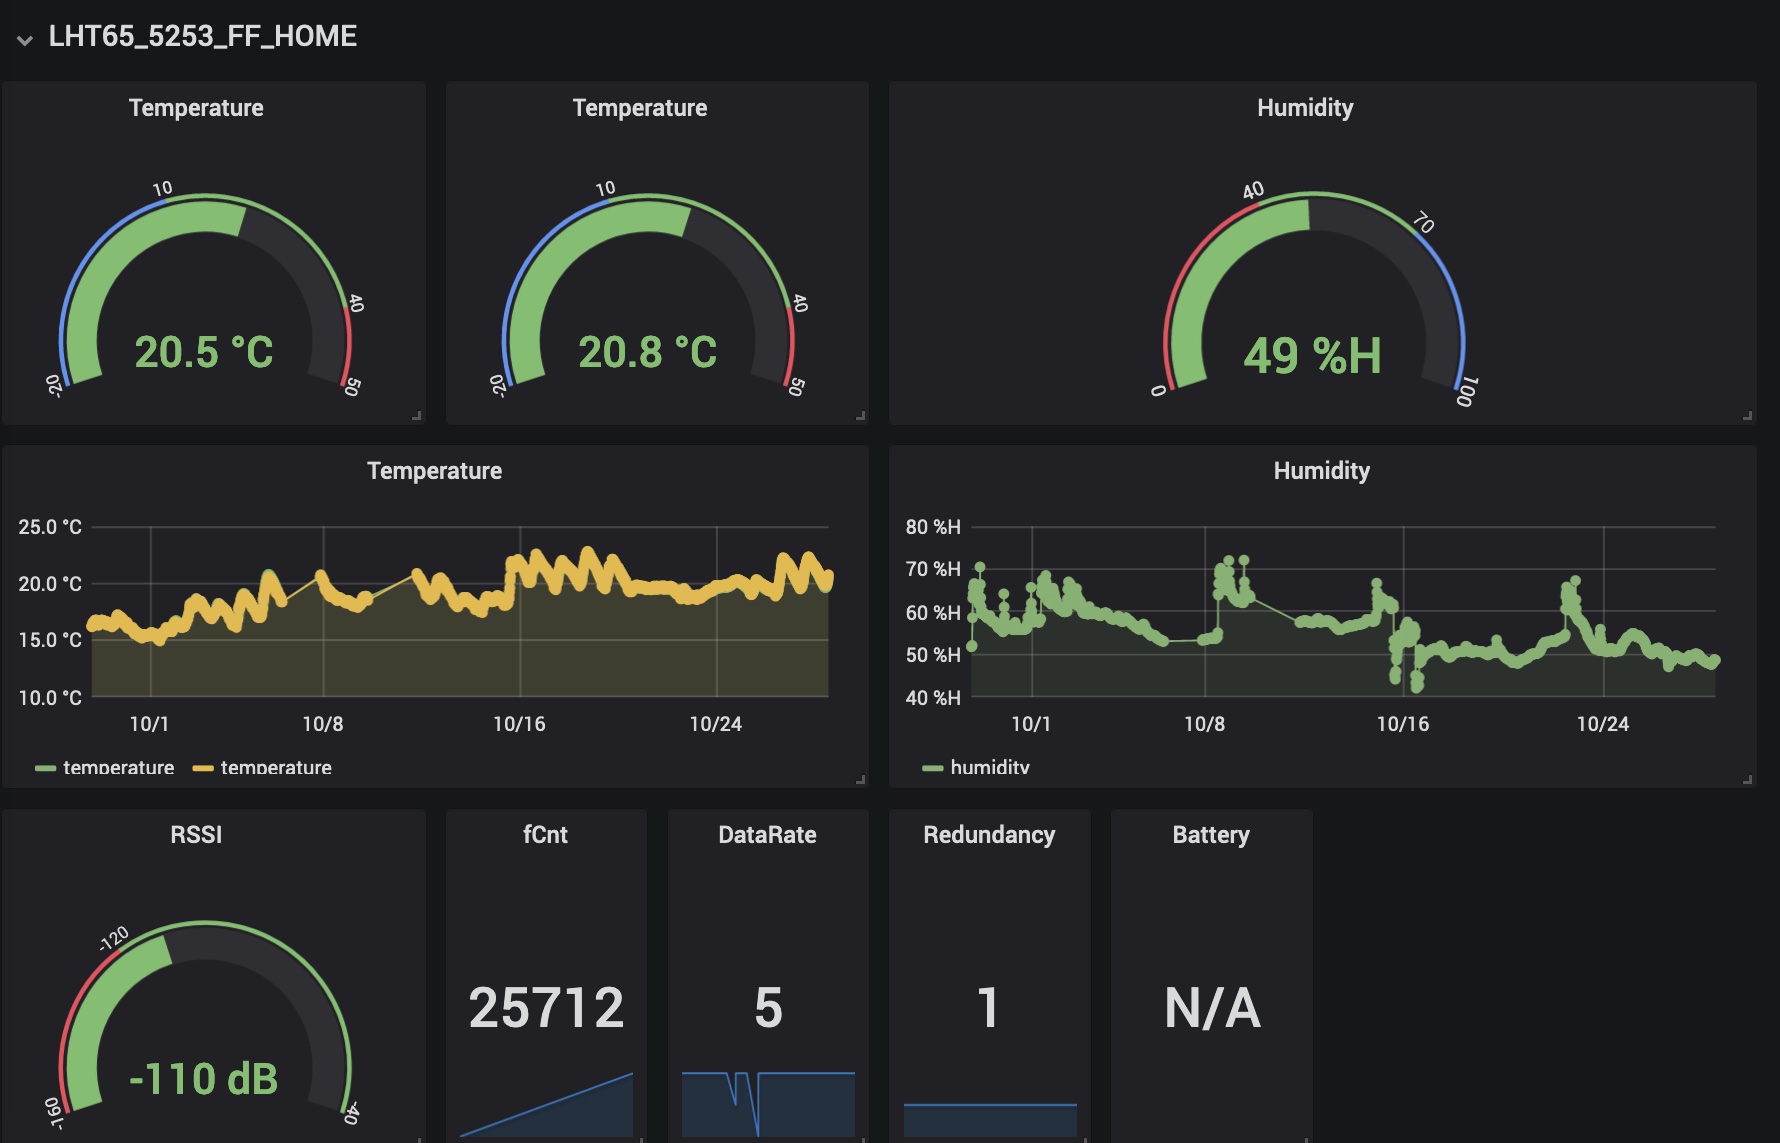 LHT65_5253_FF_HOME
Temperature
10
40
-20
50
20.5 °C
Temperature
10
40
-20
50
20.8 °C
Humidity
40
70
0
100
49 %H
Temperature
25.0 °C
20.0 °C
15.0 °C
10.0 °C
10/1 10/8 10/16 10/24
temperature temperature
Humidity
80 %H
70 %H
60 %H
50 %H
40 %H
10/1 10/8 10/16 10/24
humidity
RSSI
-120
-160
-40
-110 dB
fCnt
25712
DataRate
5
Redundancy
1
Battery
N/A